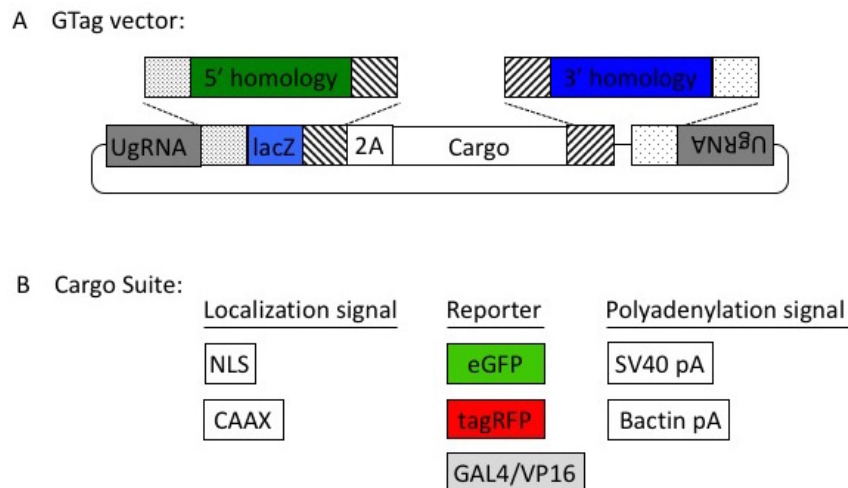 A GTag vector:
5' homology
3' homology
UgRNA
lacZ
2A
Cargo
UgRNA
B Cargo Suite:
Localization signal
Reporter
Polyadenylation signal
NLS
eGFP
SV40 pA
CAAX
tagRFP
Bactin pA
GAL4/VP16